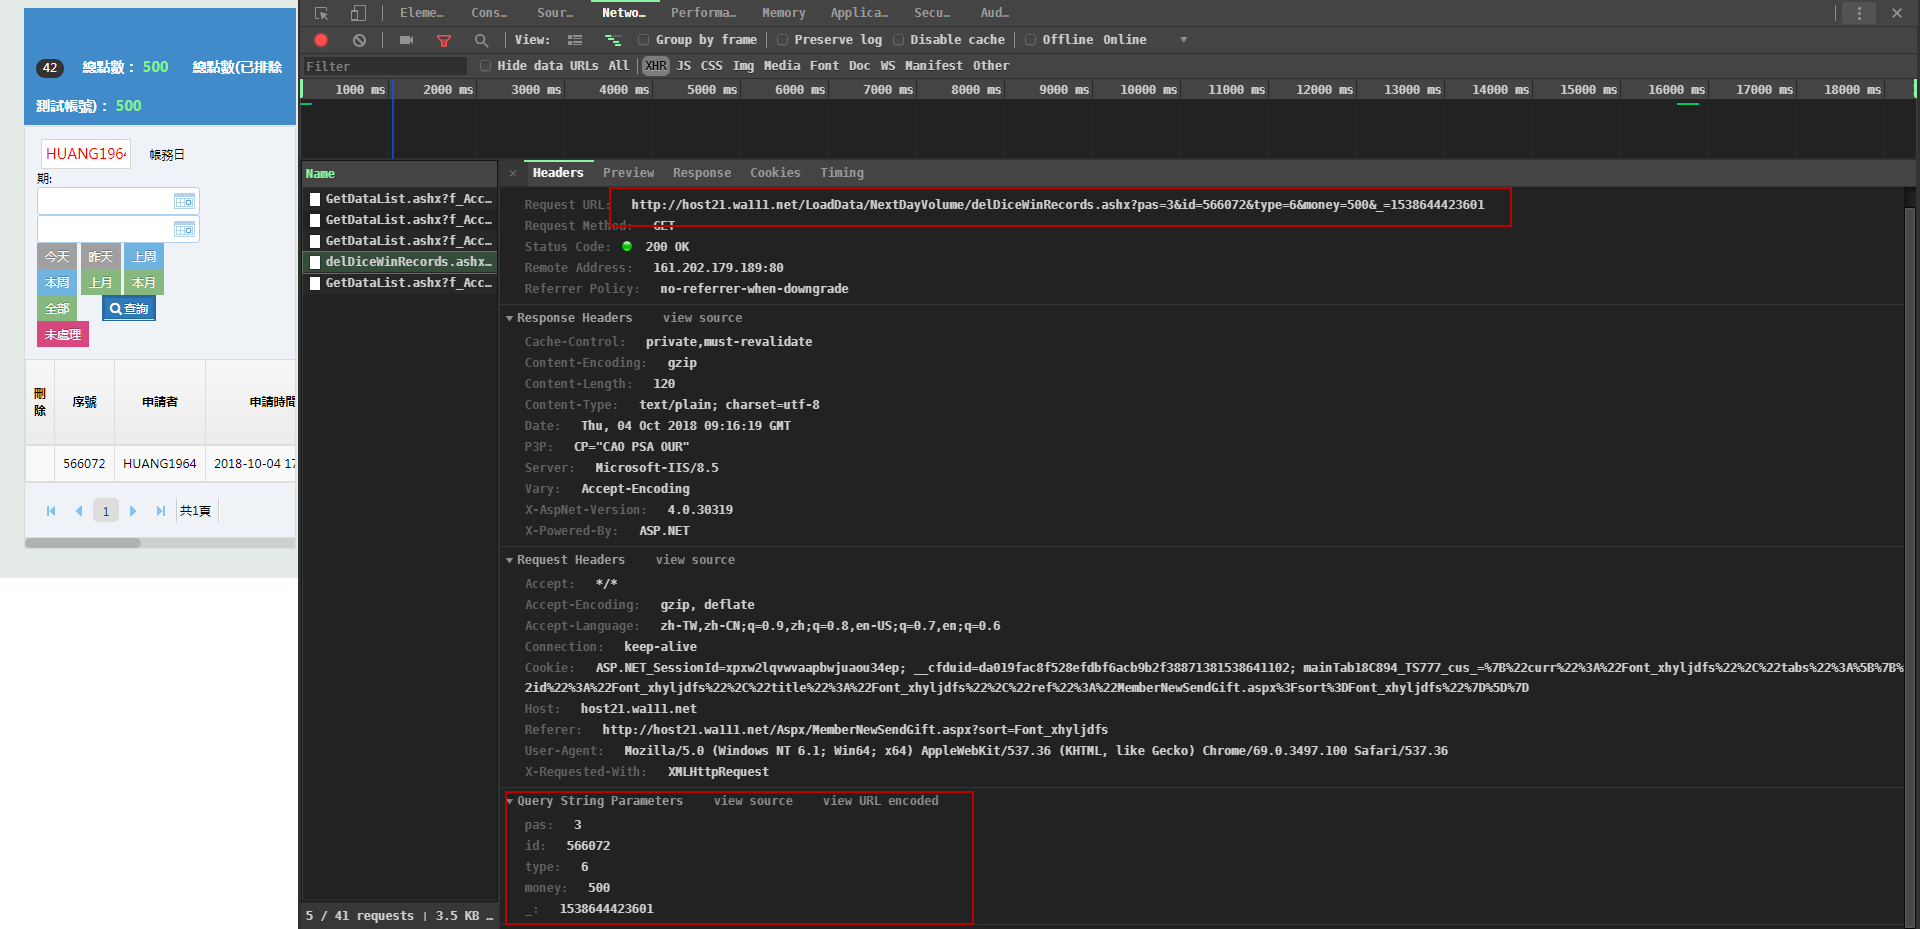 42 總點數： 500 總點數(已排除
測試帳號)： 500
HUANG196 帳務日
期:
今天 昨天 上周
本周 上月 本月
全部 查詢
未處理
刪除 序號 申請者 申請時間
566072 HUANG1964 2018-10-04 17
1 共1頁
Eleme… Cons… Sour… Netwo… Performa… Memory Applica… Secu… Aud…
View: Group by frame Preserve log Disable cache Offline Online
Filter Hide data URLs All XHR JS CSS Img Media Font Doc WS Manifest Other
1000 ms 2000 ms 3000 ms 4000 ms 5000 ms 6000 ms 7000 ms 8000 ms 9000 ms 10000 ms 11000 ms 12000 ms 13000 ms 14000 ms 15000 ms 16000 ms 17000 ms 18000 ms
Name
GetDataList.ashx?f_Acc…
GetDataList.ashx?f_Acc…
GetDataList.ashx?f_Acc…
delDiceWinRecords.ashx…
GetDataList.ashx?f_Acc…
5 / 41 requests | 3.5 KB …
Headers Preview Response Cookies Timing
Request URL: http://host21.wa111.net/LoadData/NextDayVolume/delDiceWinRecords.ashx?pas=3&id=566072&type=6&money=500&_=1538644423601
Request Method: GET
Status Code: 200 OK
Remote Address: 161.202.179.189:80
Referrer Policy: no-referrer-when-downgrade
Response Headers view source
Cache-Control: private,must-revalidate
Content-Encoding: gzip
Content-Length: 120
Content-Type: text/plain; charset=utf-8
Date: Thu, 04 Oct 2018 09:16:19 GMT
P3P: CP="CAO PSA OUR"
Server: Microsoft-IIS/8.5
Vary: Accept-Encoding
X-AspNet-Version: 4.0.30319
X-Powered-By: ASP.NET
Request Headers view source
Accept: */*
Accept-Encoding: gzip, deflate
Accept-Language: zh-TW,zh-CN;q=0.9,zh;q=0.8,en-US;q=0.7,en;q=0.6
Connection: keep-alive
Cookie: ASP.NET_SessionId=xpxw2lqvwvaapbwjuaou34ep; __cfduid=da019fac8f528efdbf6acb9b2f38871381538641102; mainTab18C894_TS777_cus_=%7B%22curr%22%3A%22Font_xhyljdfs%22%2C%22tabs%22%3A%5B%7B%
2id%22%3A%22Font_xhyljdfs%22%2C%22title%22%3A%22Font_xhyljdfs%22%2C%22ref%22%3A%22MemberNewSendGift.aspx%3Fsort%3DFont_xhyljdfs%22%7D%5D%7D
Host: host21.wa111.net
Referer: http://host21.wa111.net/Aspx/MemberNewSendGift.aspx?sort=Font_xhyljdfs
User-Agent: Mozilla/5.0 (Windows NT 6.1; Win64; x64) AppleWebKit/537.36 (KHTML, like Gecko) Chrome/69.0.3497.100 Safari/537.36
X-Requested-With: XMLHttpRequest
Query String Parameters view source view URL encoded
pas: 3
id: 566072
type: 6
money: 500
_: 1538644423601